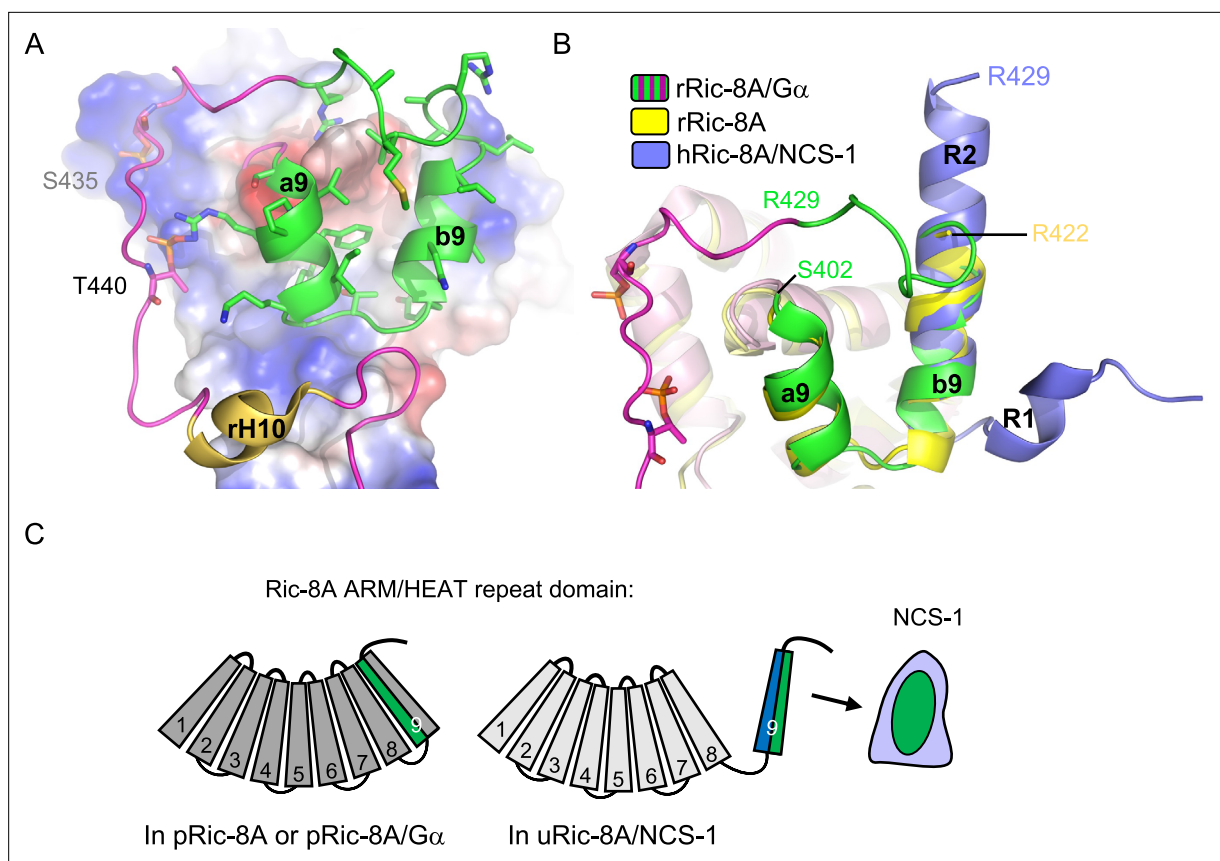 A
S435
T440
a9
b9
rH10
B
rRic-8A/Gα
rRic-8A
hRic-8A/NCS-1
R429
R2
R429
R422
S402
a9
b9
R1
C
Ric-8A ARM/HEAT repeat domain:
NCS-1
1
2
3
4
5
6
7
8
9
1
2
3
4
5
6
7
8
9
In pRic-8A or pRic-8A/Gα
In uRic-8A/NCS-1